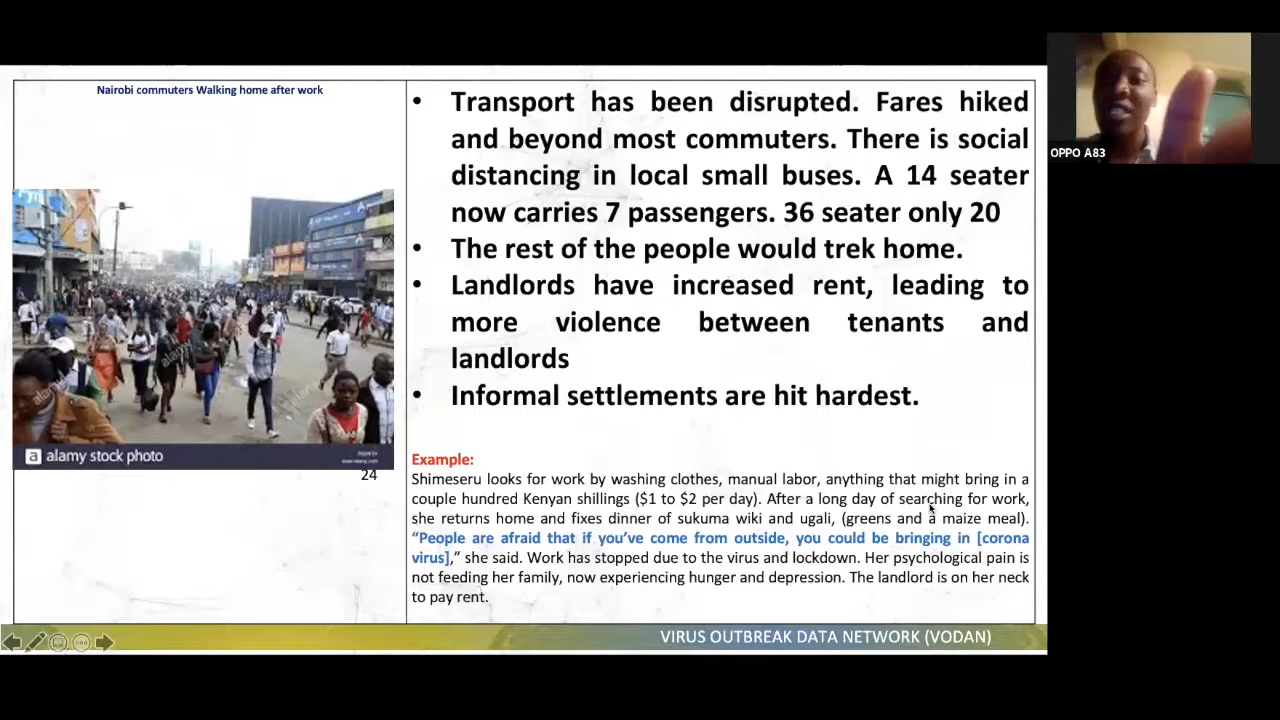 Nairobi commuters Walking home after work
alamy stock photo
24
• Transport has been disrupted. Fares hiked
and beyond most commuters. There is social
distancing in local small buses. A 14 seater
now carries 7 passengers. 36 seater only 20
• The rest of the people would trek home.
• Landlords have increased rent, leading to
more violence between tenants and
landlords
• Informal settlements are hit hardest.
Example:
Shimeseru looks for work by washing clothes, manual labor, anything that might bring in a
couple hundred Kenyan shillings ($1 to $2 per day). After a long day of searching for work,
she returns home and fixes dinner of sukuma wiki and ugali, (greens and a maize meal).
“People are afraid that if you’ve come from outside, you could be bringing in [corona
virus],” she said. Work has stopped due to the virus and lockdown. Her psychological pain is
not feeding her family, now experiencing hunger and depression. The landlord is on her neck
to pay rent.
VIRUS OUTBREAK DATA NETWORK (VODAN)
OPPO A83